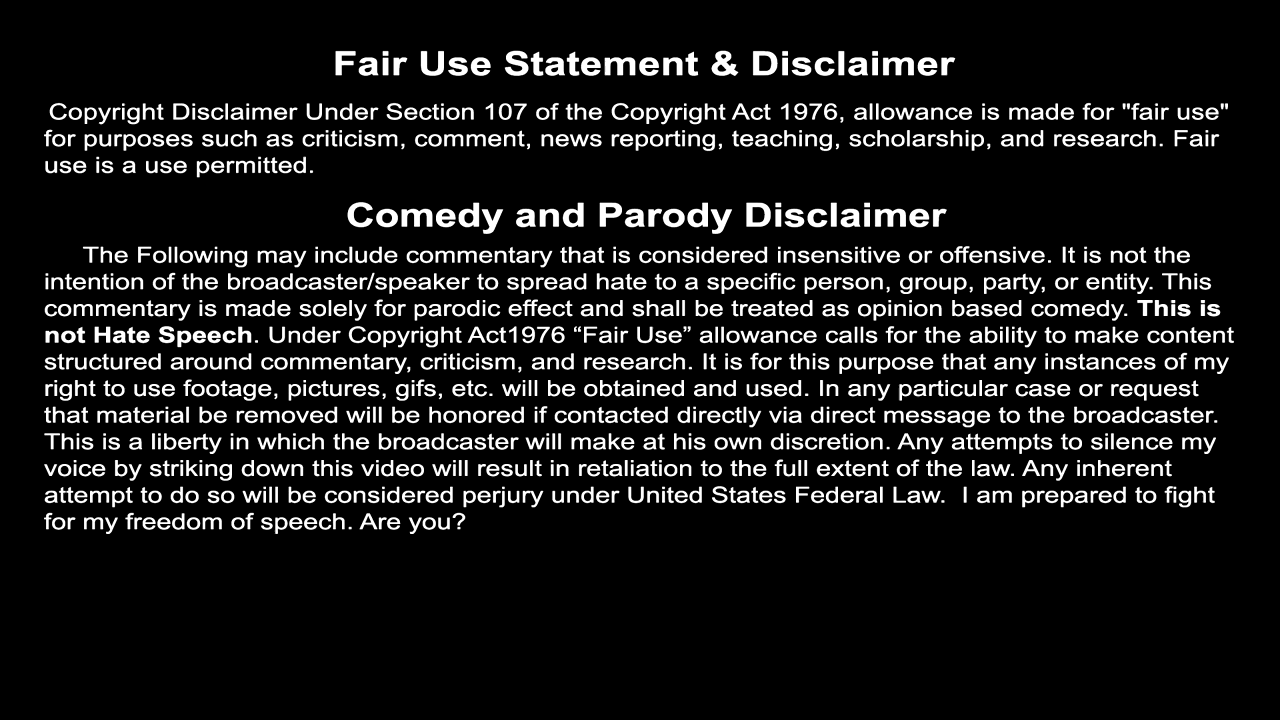 Fair Use Statement & Disclaimer
Copyright Disclaimer Under Section 107 of the Copyright Act 1976, allowance is made for "fair use"
for purposes such as criticism, comment, news reporting, teaching, scholarship, and research. Fair
use is a use permitted.
Comedy and Parody Disclaimer
The Following may include commentary that is considered insensitive or offensive. It is not the
intention of the broadcaster/speaker to spread hate to a specific person, group, party, or entity. This
commentary is made solely for parodic effect and shall be treated as opinion based comedy. This is
not Hate Speech. Under Copyright Act1976 “Fair Use” allowance calls for the ability to make content
structured around commentary, criticism, and research. It is for this purpose that any instances of my
right to use footage, pictures, gifs, etc. will be obtained and used. In any particular case or request
that material be removed will be honored if contacted directly via direct message to the broadcaster.
This is a liberty in which the broadcaster will make at his own discretion. Any attempts to silence my
voice by striking down this video will result in retaliation to the full extent of the law. Any inherent
attempt to do so will be considered perjury under United States Federal Law.  I am prepared to fight
for my freedom of speech. Are you?